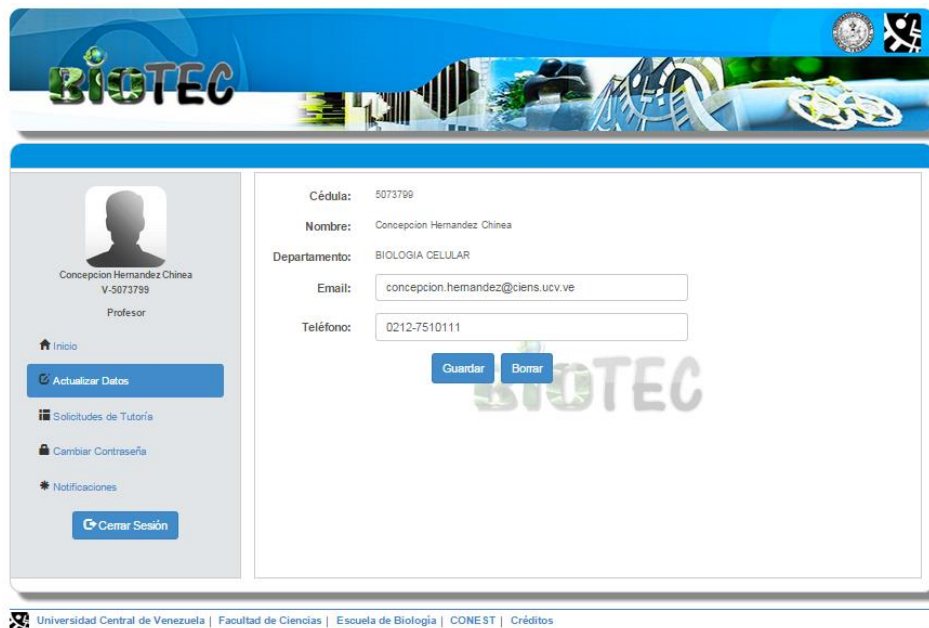 BIOTEC
Concepcion Hernandez Chinea
V-5073799
Profesor
Inicio
Actualizar Datos
Solicitudes de Tutoría
Cambiar Contraseña
Notificaciones
Cerrar Sesión
Cédula: 5073799
Nombre: Concepcion Hernandez Chinea
Departamento: BIOLOGIA CELULAR
Email: concepcion.hernandez@ciens.ucv.ve
Teléfono: 0212-7510111
Guardar Borrar
BIOTEC
Universidad Central de Venezuela | Facultad de Ciencias | Escuela de Biología | CONEST | Créditos